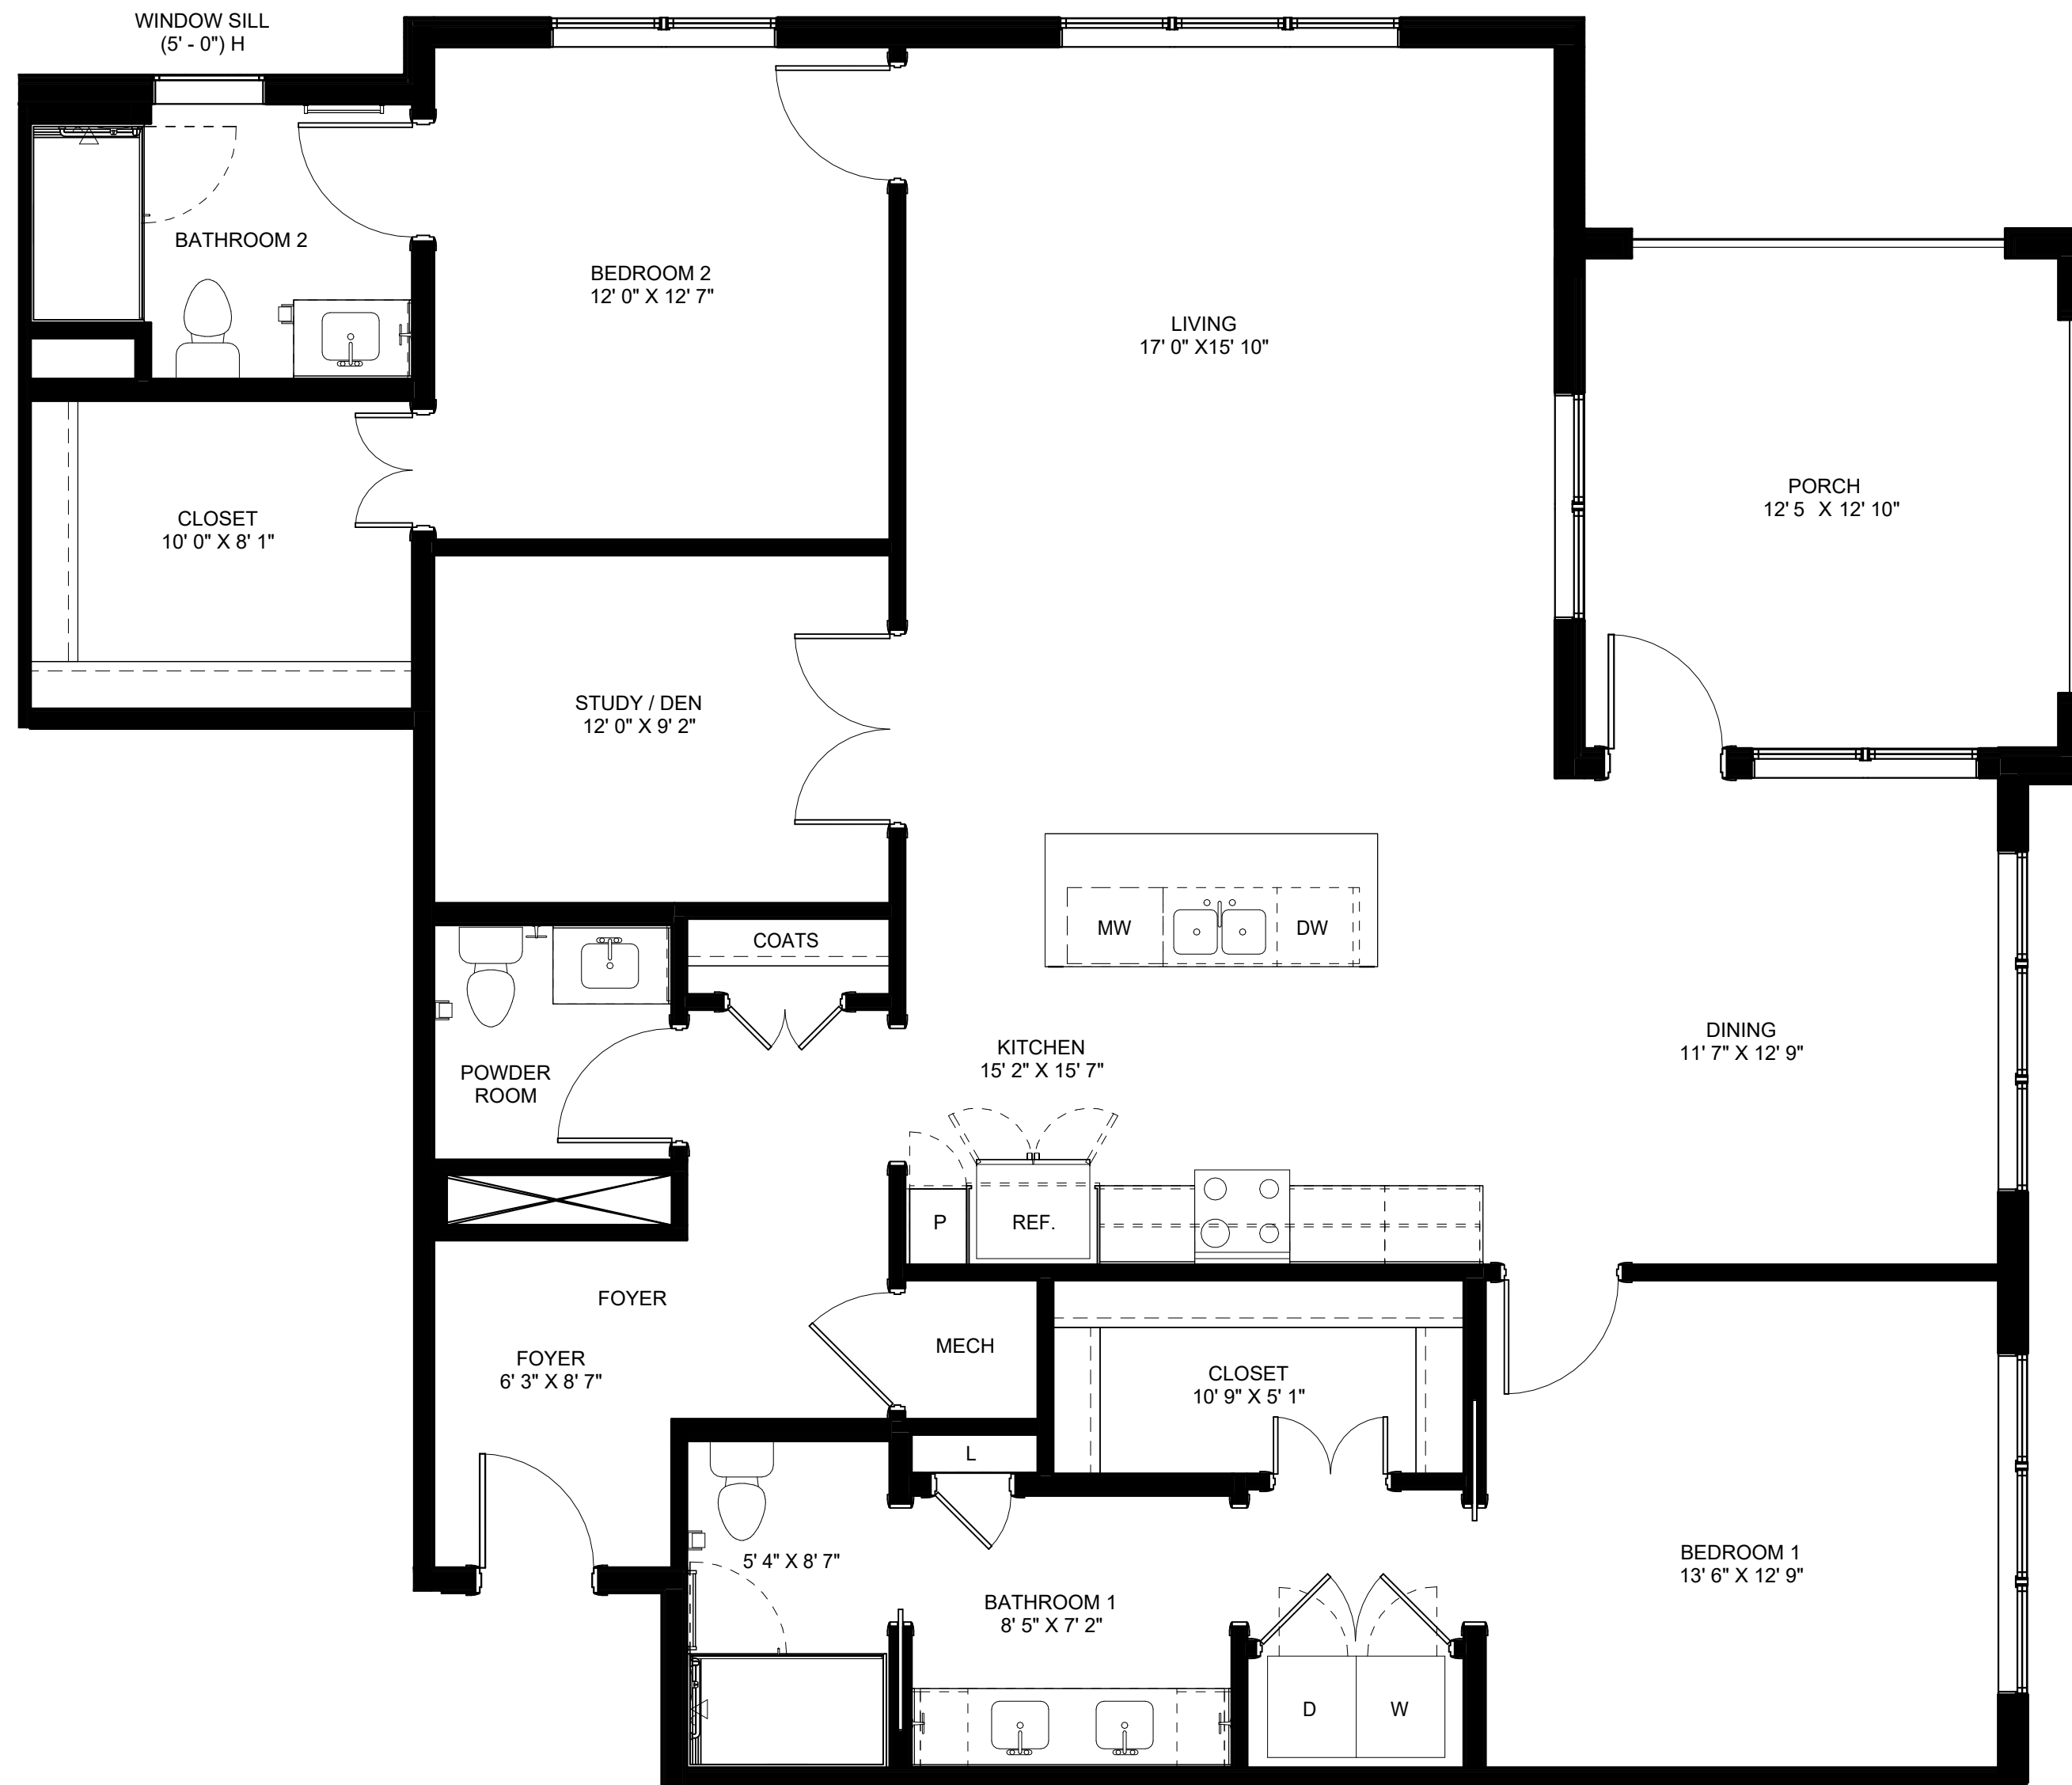 WINDOW SILL
(5' - 0") H
BATHROOM 2
BEDROOM 2
12' 0" X 12' 7"
LIVING
17' 0" X15' 10"
PORCH
12' 5  X 12' 10"
CLOSET
10' 0" X 8' 1"
STUDY / DEN
12' 0" X 9' 2"
COATS
MW
DW
POWDER
ROOM
KITCHEN
15' 2" X 15' 7"
DINING
11' 7" X 12' 9"
P
REF.
FOYER
FOYER
6' 3" X 8' 7"
MECH
CLOSET
10' 9" X 5' 1"
L
5' 4" X 8' 7"
BATHROOM 1
8' 5" X 7' 2"
BEDROOM 1
13' 6" X 12' 9"
D
W